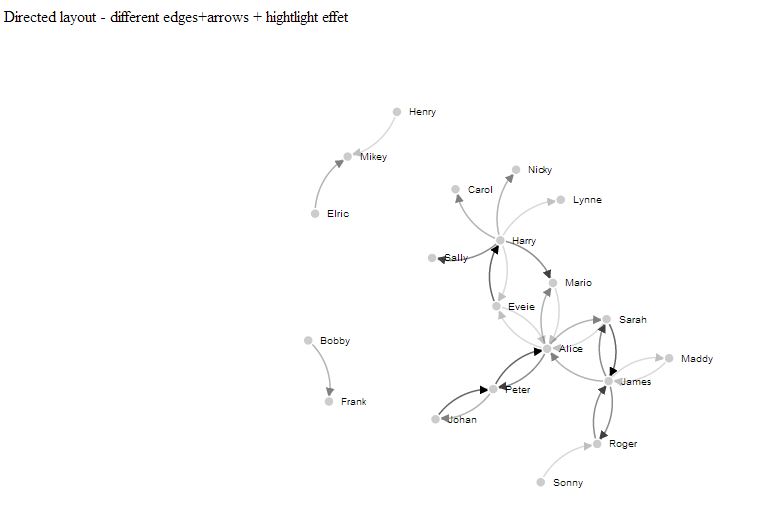 Directed layout - different edges+arrows + hightlight effet
Henry
Mikey
Nicky
Carol
Lynne
Elric
Harry
Sally
Mario
Eveie
Sarah
Bobby
Alice
Maddy
James
Peter
Frank
Johan
Roger
Sonny